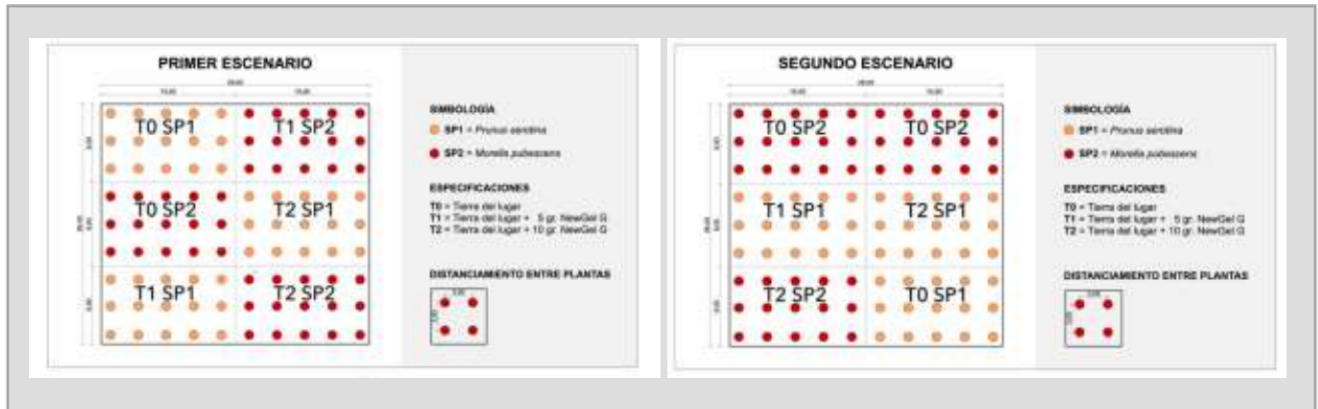 PRIMER ESCENARIO
T0 SP1
T1 SP2
T0 SP2
T2 SP1
T1 SP1
T2 SP2
SIMBOLOGÍA
SP1 = Prunus serotina
SP2 = Morella pubescens
ESPECIFICACIONES
T0 = Tierra del lugar
T1 = Tierra del lugar + 5 gr. NewGel G
T2 = Tierra del lugar + 10 gr. NewGel G
DISTANCIAMIENTO ENTRE PLANTAS
SEGUNDO ESCENARIO
T0 SP2
T0 SP2
T1 SP1
T2 SP1
T2 SP2
T0 SP1
SIMBOLOGÍA
SP1 = Prunus serotina
SP2 = Morella pubescens
ESPECIFICACIONES
T0 = Tierra del lugar
T1 = Tierra del lugar + 5 gr. NewGel G
T2 = Tierra del lugar + 10 gr. NewGel G
DISTANCIAMIENTO ENTRE PLANTAS